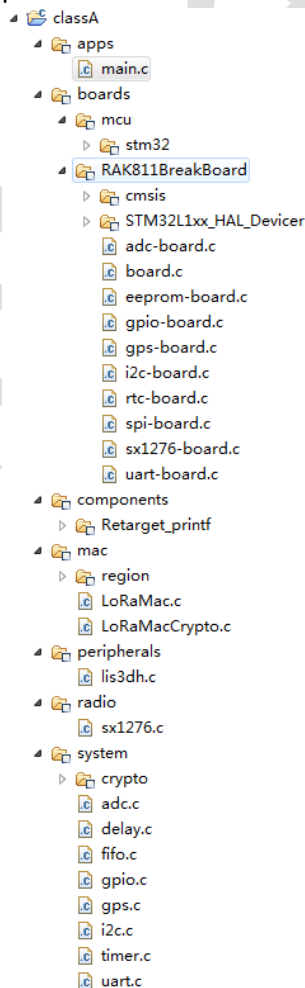 classA
apps
main.c
boards
mcu
stm32
RAK811BreakBoard
cmsis
STM32L1xx_HAL_Devicer
adc-board.c
board.c
eeprom-board.c
gpio-board.c
gps-board.c
i2c-board.c
rtc-board.c
spi-board.c
sx1276-board.c
uart-board.c
components
Retarget_printf
mac
region
LoRaMac.c
LoRaMacCrypto.c
peripherals
lis3dh.c
radio
sx1276.c
system
crypto
adc.c
delay.c
fifo.c
gpio.c
gps.c
i2c.c
timer.c
uart.c